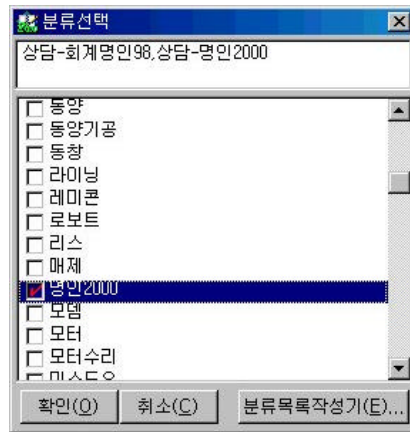 분류선택
상담-회계명인98,상담-명인2000
동양
동양기공
동창
라이닝
레미콘
로보트
리스
매제
명인2000
모뎀
모터
모터수리
확인(O) 취소(C) 분류목록작성기(E)...